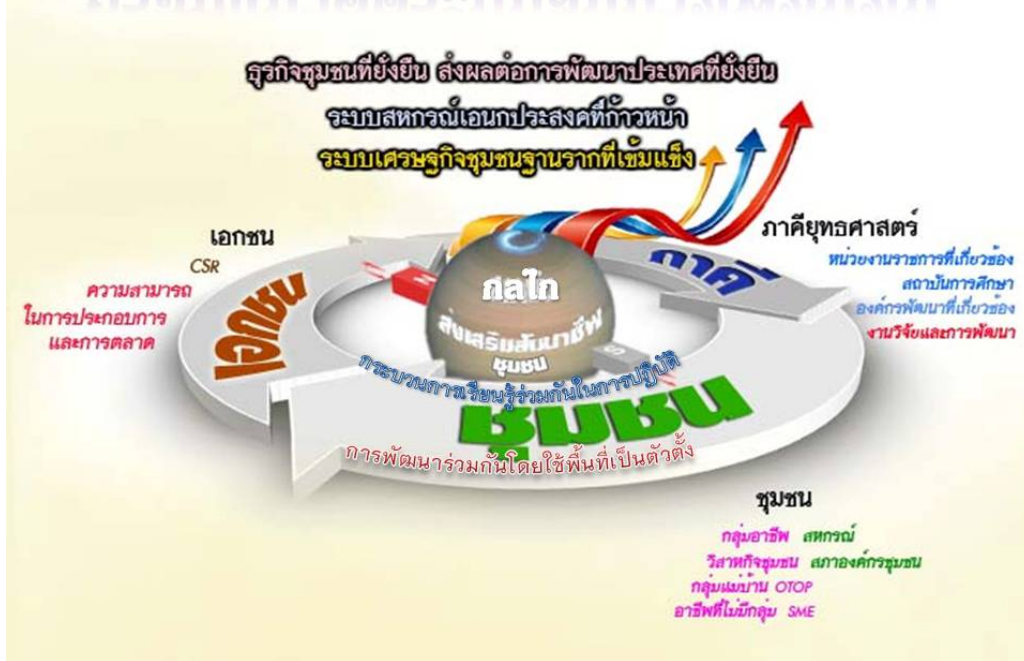 ธุรกิจชุมชนที่ยั่งยืน ส่งผลต่อการพัฒนาประเทศที่ยั่งยืน
ระบบสหกรณ์เอนกประสงค์ที่ก้าวหน้า
ระบบเศรษฐกิจชุมชนฐานรากที่เข้มแข็ง
เอกชน
CSR
ความสามารถ
ในการประกอบการ
และการตลาด
ภาคียุทธศาสตร์
หน่วยงานราชการที่เกี่ยวข้อง
สถาบันการศึกษา
องค์กรพัฒนาที่เกี่ยวข้อง
งานวิจัยและการพัฒนา
เอกชน
ภาคี
N
กลไก
ส่งเสริมสัมนาชีพ
ชุมชน
S
กระบวนการเรียนรู้ร่วมกันในการปฏิบัติ
ชุมชน
การพัฒนาร่วมกันโดยใช้พื้นที่เป็นตัวตั้ง
ชุมชน
กลุ่มอาชีพ สหกรณ์
วิสาหกิจชุมชน สภาองค์กรชุมชน
กลุ่มแม่บ้าน OTOP
อาชีพที่ไม่มีกลุ่ม SME